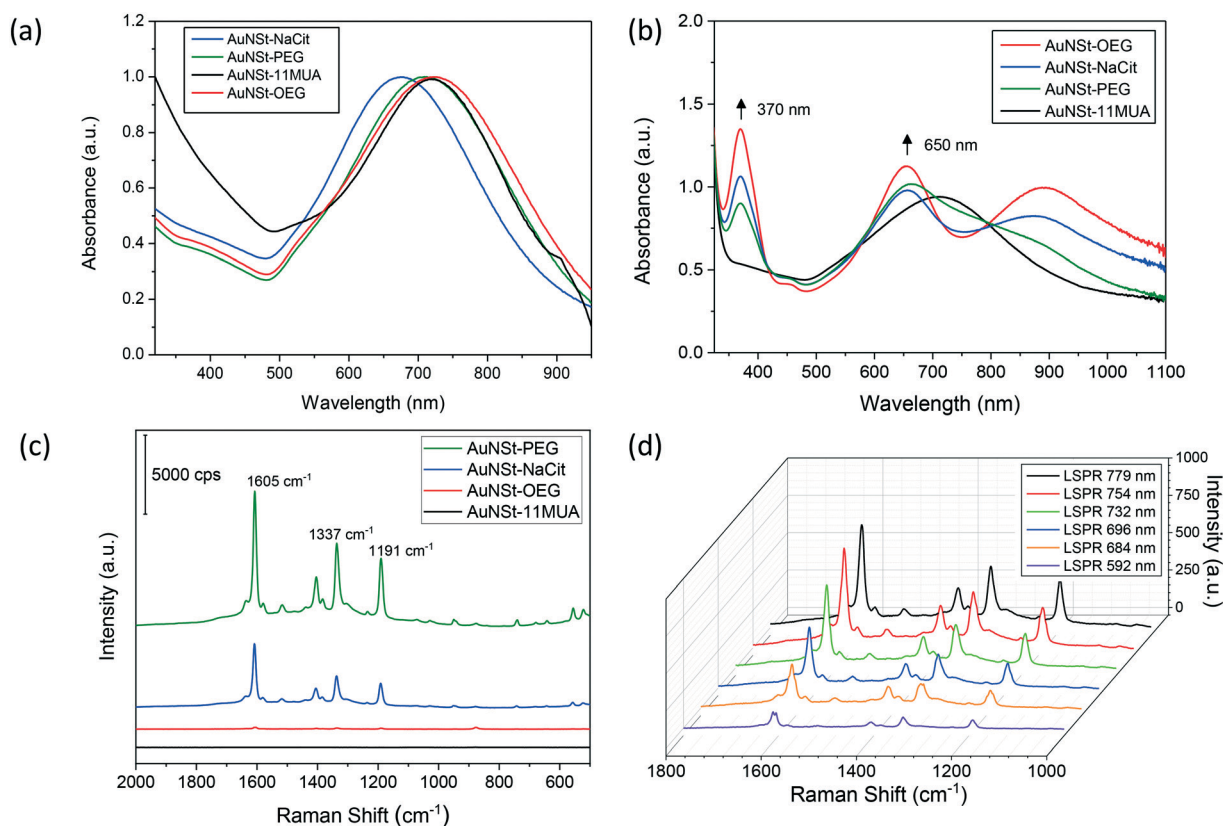 (a)
AuNSt-NaCit
AuNSt-PEG
AuNSt-11MUA
AuNSt-OEG
Absorbance (a.u.)
1.2
1.0
0.8
0.6
0.4
0.2
0.0
400 500 600 700 800 900
Wavelength (nm)
(b)
AuNSt-OEG
AuNSt-NaCit
AuNSt-PEG
AuNSt-11MUA
370 nm
650 nm
Absorbance (a.u.)
2.0
1.5
1.0
0.5
0.0
400 500 600 700 800 900 1000 1100
Wavelength (nm)
(c)
5000 cps
AuNSt-PEG
AuNSt-NaCit
AuNSt-OEG
AuNSt-11MUA
1605 cm⁻¹
1337 cm⁻¹
1191 cm⁻¹
Intensity (a.u.)
2000 1600 1400 1200 1000 800 600
Raman Shift (cm⁻¹)
(d)
LSPR 779 nm
LSPR 754 nm
LSPR 732 nm
LSPR 696 nm
LSPR 684 nm
LSPR 592 nm
1000
750
500
250
0
Intensity (a.u.)
1800 1600 1400 1200 1000
Raman Shift (cm⁻¹)